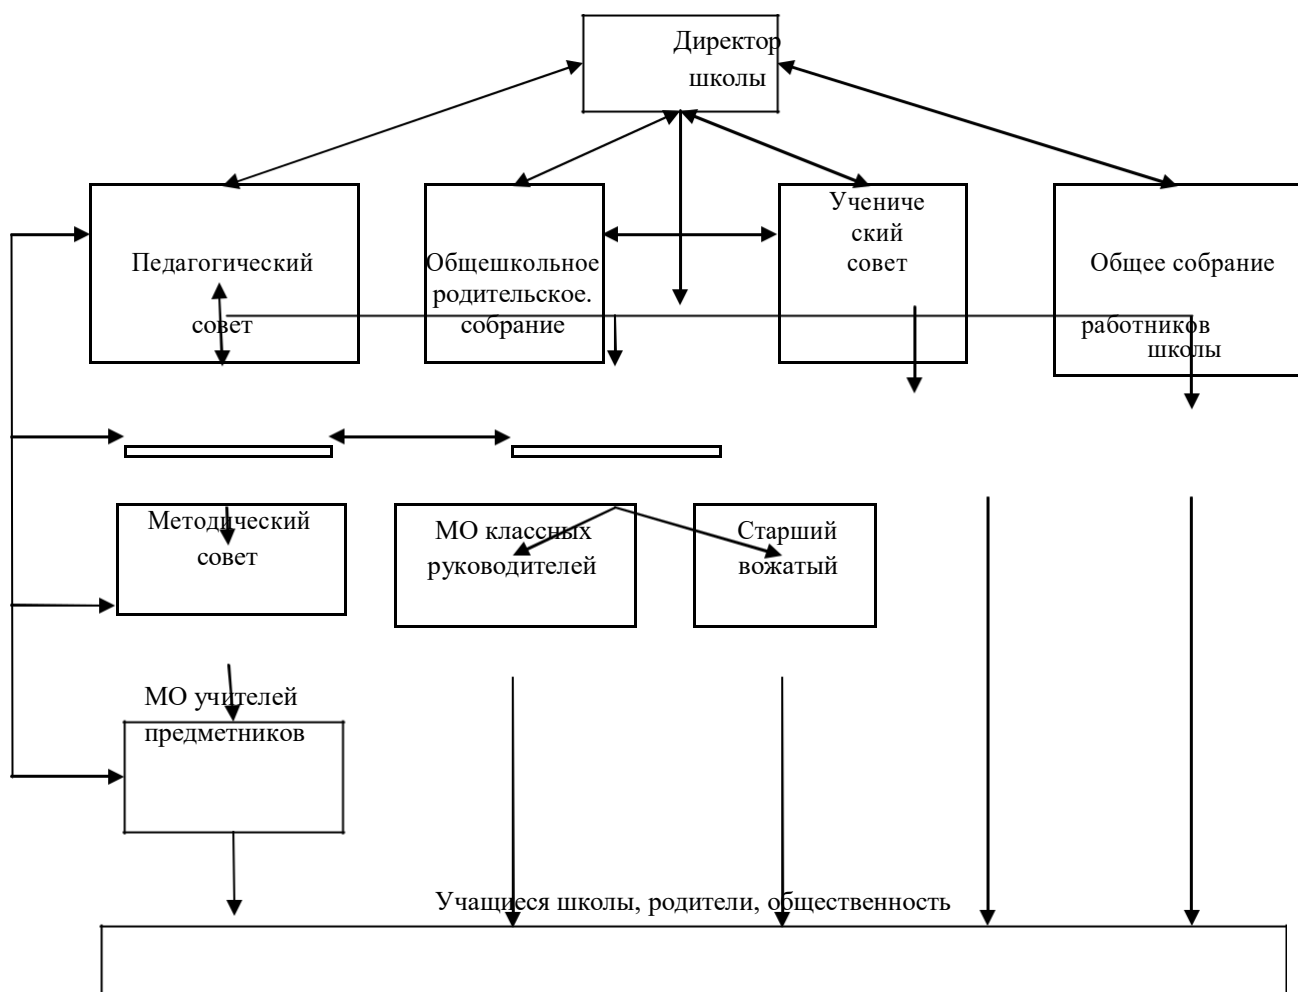 Директор
школы
Педагогический
совет
Общешкольное
родительское.
собрание
Учениче
ский
совет
Общее собрание
работников
школы
Методический
совет
МО классных
руководителей
Старший
вожатый
МО учителей
предметников
Учащиеся школы, родители, общественность